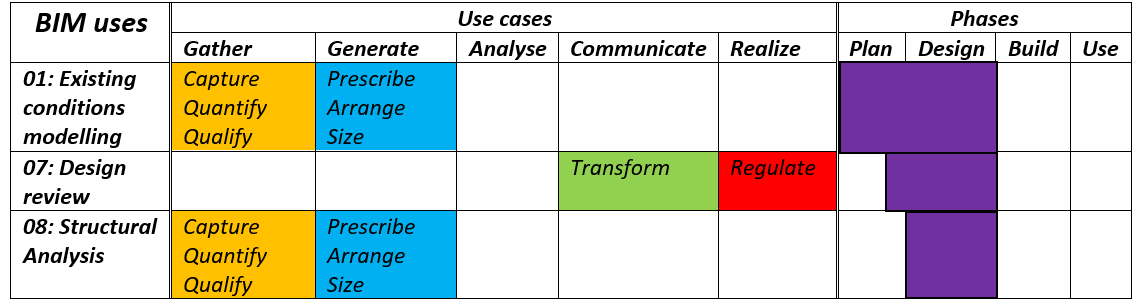 BIM uses
Use cases
Phases
Gather
Generate
Analyse
Communicate
Realize
Plan
Design
Build
Use
01: Existing
conditions
modelling
Capture
Quantify
Qualify
Prescribe
Arrange
Size
07: Design
review
Transform
Regulate
08: Structural
Analysis
Capture
Quantify
Qualify
Prescribe
Arrange
Size